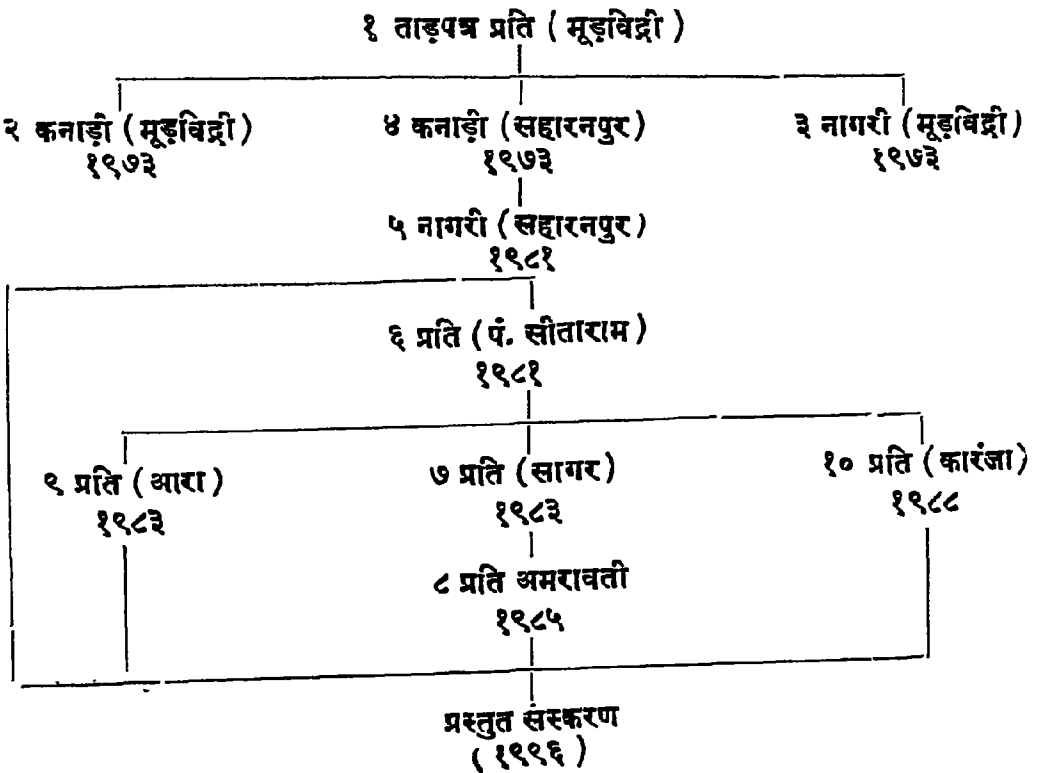 १ ताड़पत्र प्रति ( मूड़विद्री )
२ कनाड़ी ( मूड़विद्री ) ४ कनाड़ी ( सहारनपुर ) ३ नागरी ( मूड़विद्री )
१९७३ १९७३ १९७३
५ नागरी ( सहारनपुर )
१९८१
६ प्रति ( पं. सीताराम )
१९८१
९ प्रति ( आरा ) ७ प्रति ( सागर ) १० प्रति ( कारंजा )
१९८३ १९८३ १९८८
८ प्रति अमरावती
१९८५
प्रस्तुत संस्करण
( १९९६ )